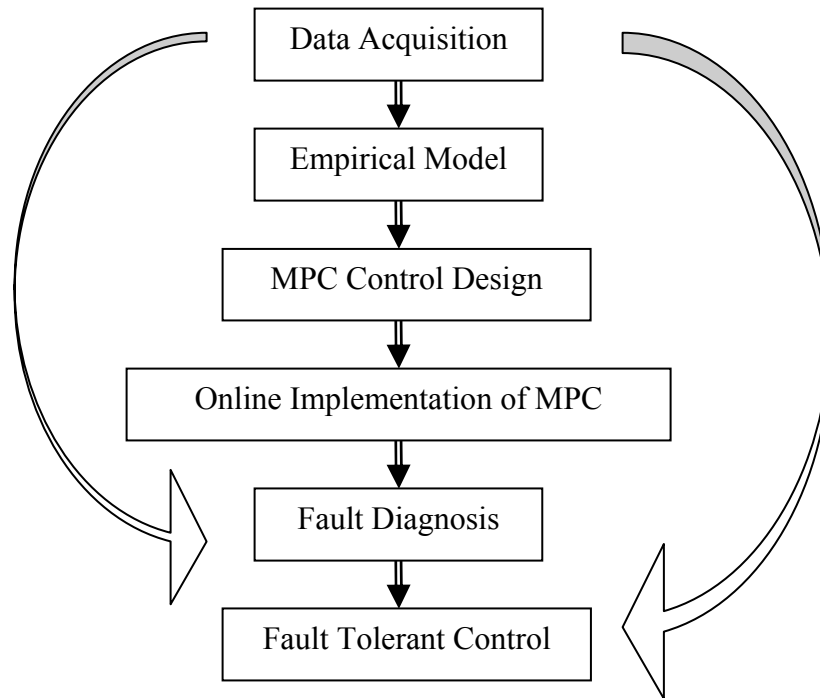 Data Acquisition
Empirical Model
MPC Control Design
Online Implementation of MPC
Fault Diagnosis
Fault Tolerant Control